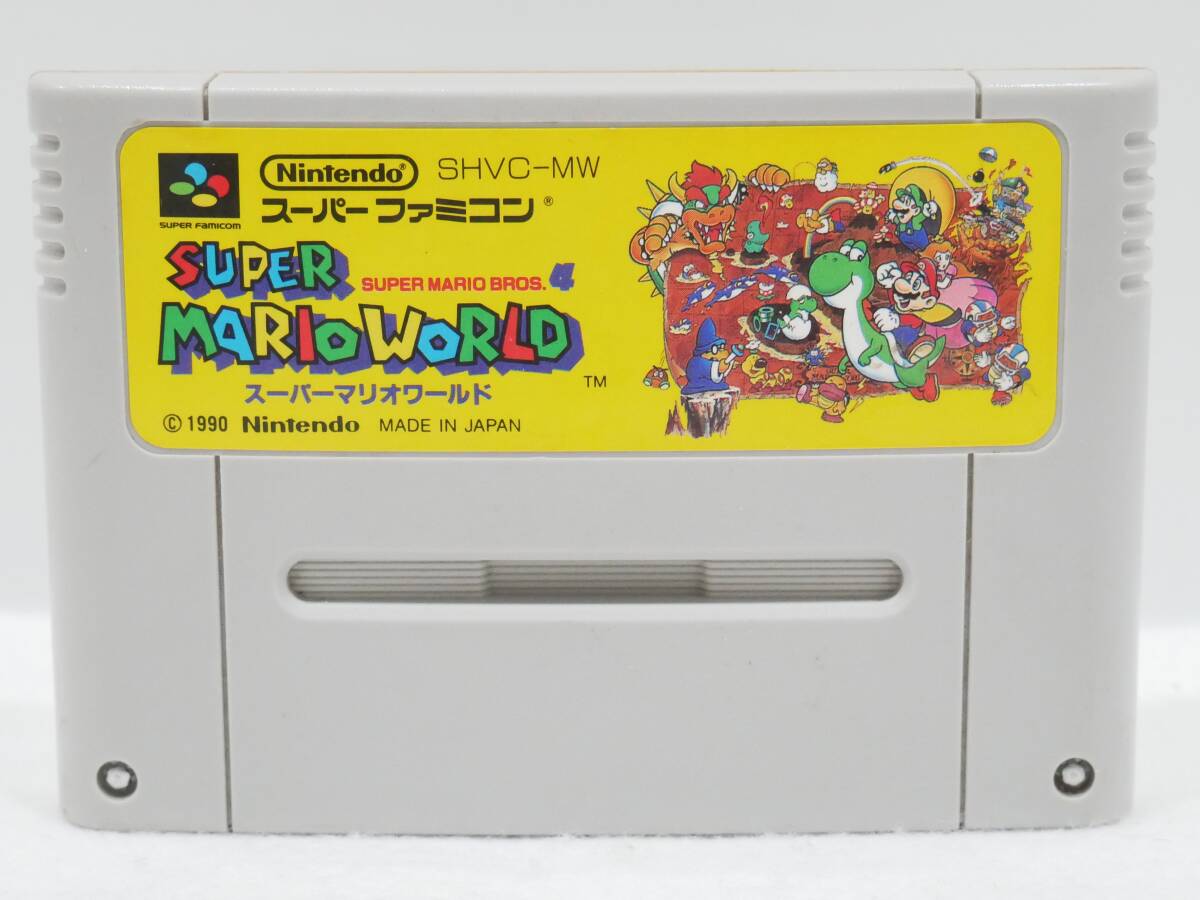 Nintendo® SHVC-MW
SUPER FAMICOM
スーパーファミコン®
SUPER
SUPER MARIO BROS. 4
MARIO WORLD
スーパーマリオワールド
TM
© 1990 Nintendo MADE IN JAPAN